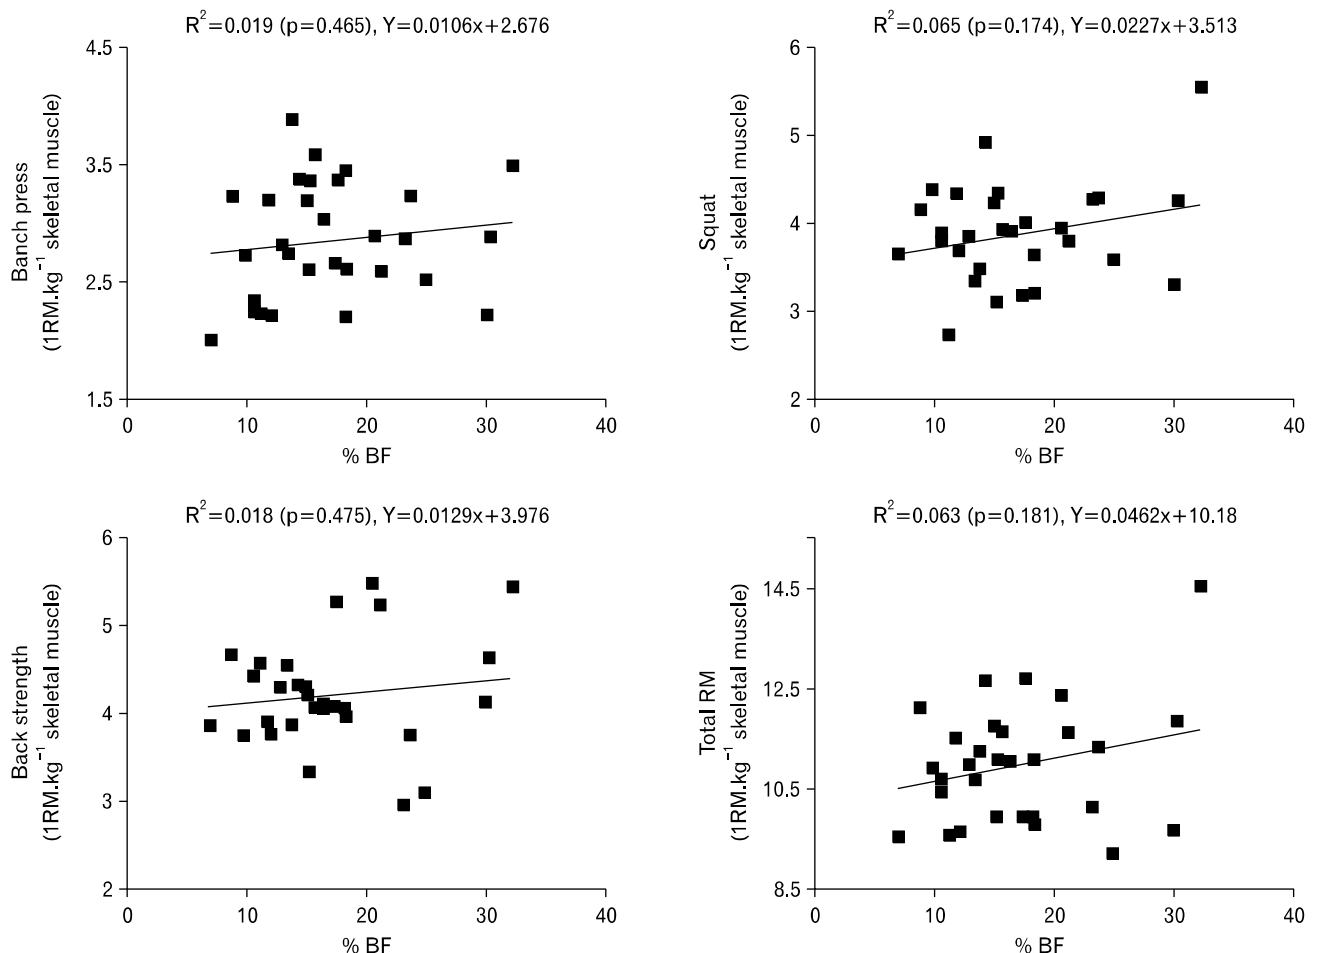 R²=0.019 (p=0.465), Y=0.0106x+2.676
4.5
3.5
2.5
1.5
Banch press
(1RM.kg⁻¹ skeletal muscle)
0 10 20 30 40
% BF
R²=0.065 (p=0.174), Y=0.0227x+3.513
6
5
4
3
2
Squat
(1RM.kg⁻¹ skeletal muscle)
0 10 20 30 40
% BF
R²=0.018 (p=0.475), Y=0.0129x+3.976
6
5
4
3
2
Back strength
(1RM.kg⁻¹ skeletal muscle)
0 10 20 30 40
% BF
R²=0.063 (p=0.181), Y=0.0462x+10.18
14.5
12.5
10.5
8.5
Total RM
(1RM.kg⁻¹ skeletal muscle)
0 10 20 30 40
% BF